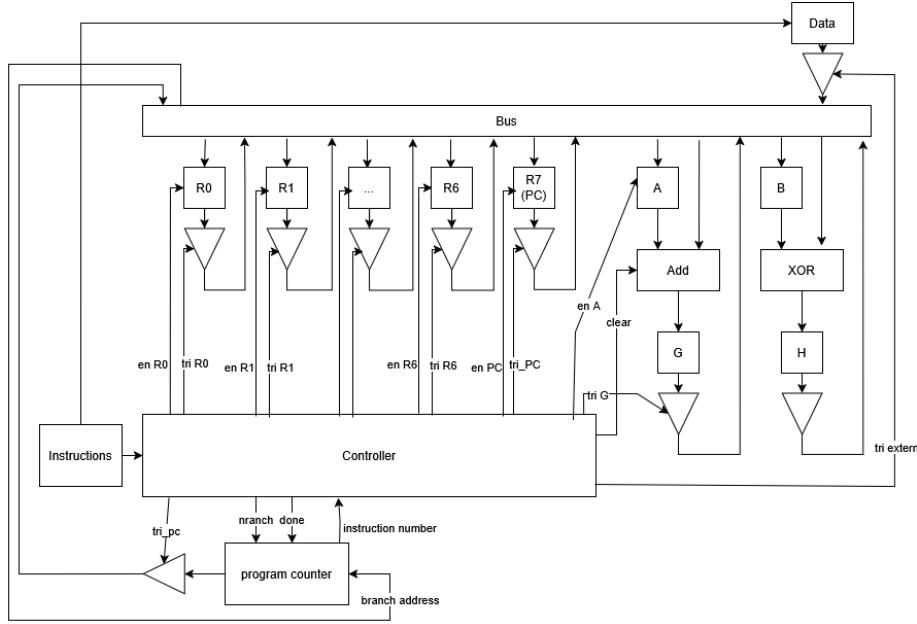 Data
Bus
R0
R1
...
R6
R7
(PC)
A
B
Add
XOR
en A
clear
G
H
en R0
tri R0
en R1
tri R1
en R6
tri R6
en PC
tri_PC
tri G
tri extern
Instructions
Controller
tri_pc
nranch
done
instruction number
program counter
branch address